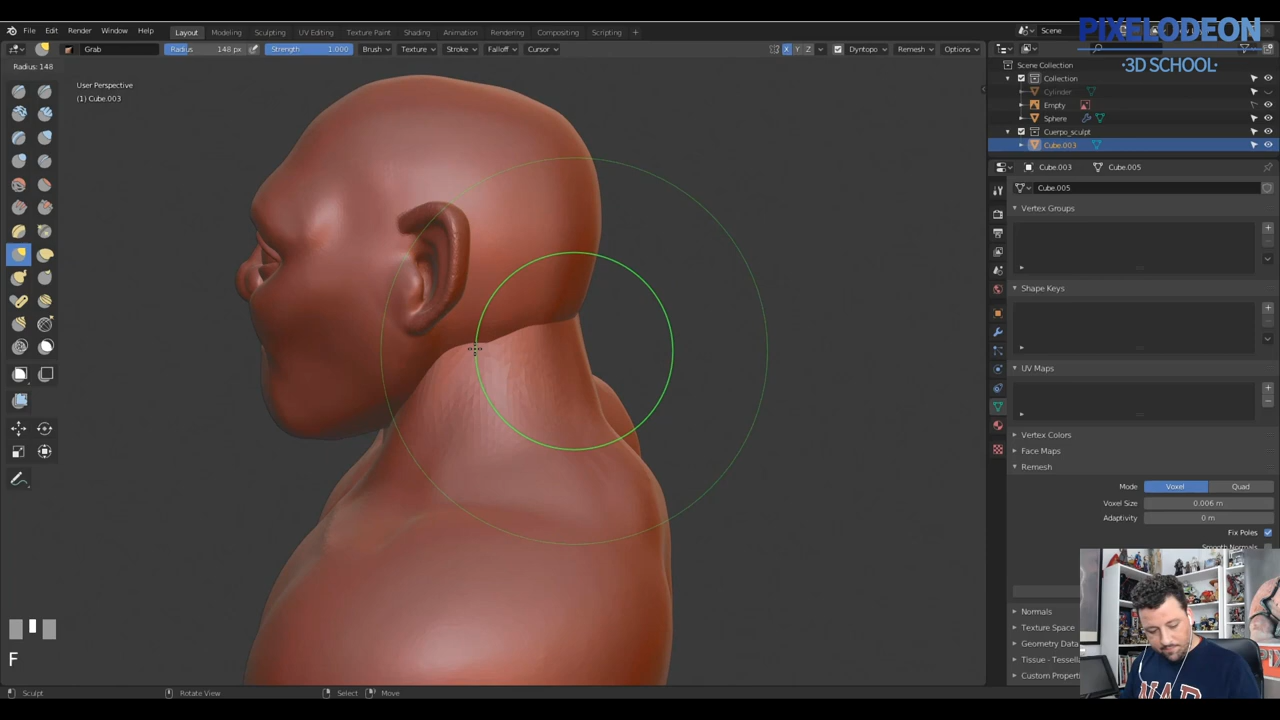 File Edit Render Window Help Layout Modeling Sculpting UV Editing Texture Paint Shading Animation Rendering Compositing Scripting + Scene
PIXELODEON
·3D SCHOOL·
Grab Radius 148 px Strength 1.000 Brush Texture Stroke Falloff Cursor X Y Z Dyntopo Remesh Options
Radius: 148
User Perspective
(1) Cube.003
Scene Collection
Collection
Cylinder
Empty
Sphere
Cuerpo_sculpt
Cube.003
Cube.003 Cube.005
Cube.005
Vertex Groups
Shape Keys
UV Maps
Vertex Colors
Face Maps
Remesh
Mode Voxel Quad
Voxel Size 0.006 m
Adaptivity 0 m
Fix Poles
Smooth Normals
Normals
Texture Space
Geometry Data
Tissue - Tessell
Custom Propert
F
Sculpt Rotate View Select Move